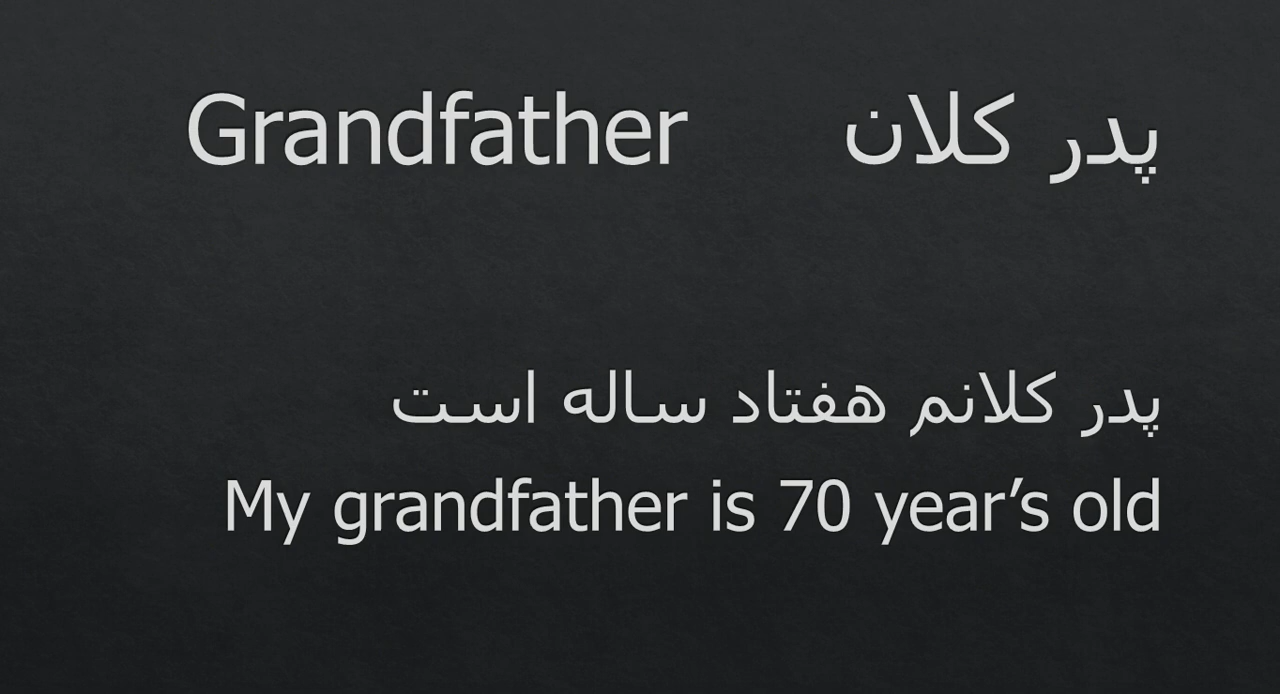 Grandfather پدر کلان
پدر کلانم هفتاد ساله است
My grandfather is 70 year’s old